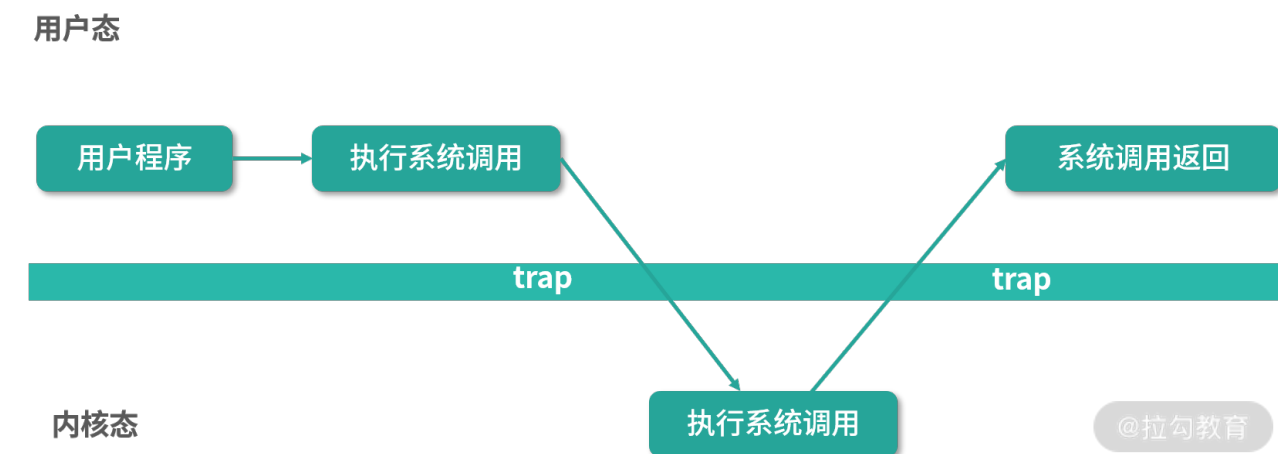 用户态
用户程序
执行系统调用
系统调用返回
trap
trap
执行系统调用
内核态
@拉勾教育